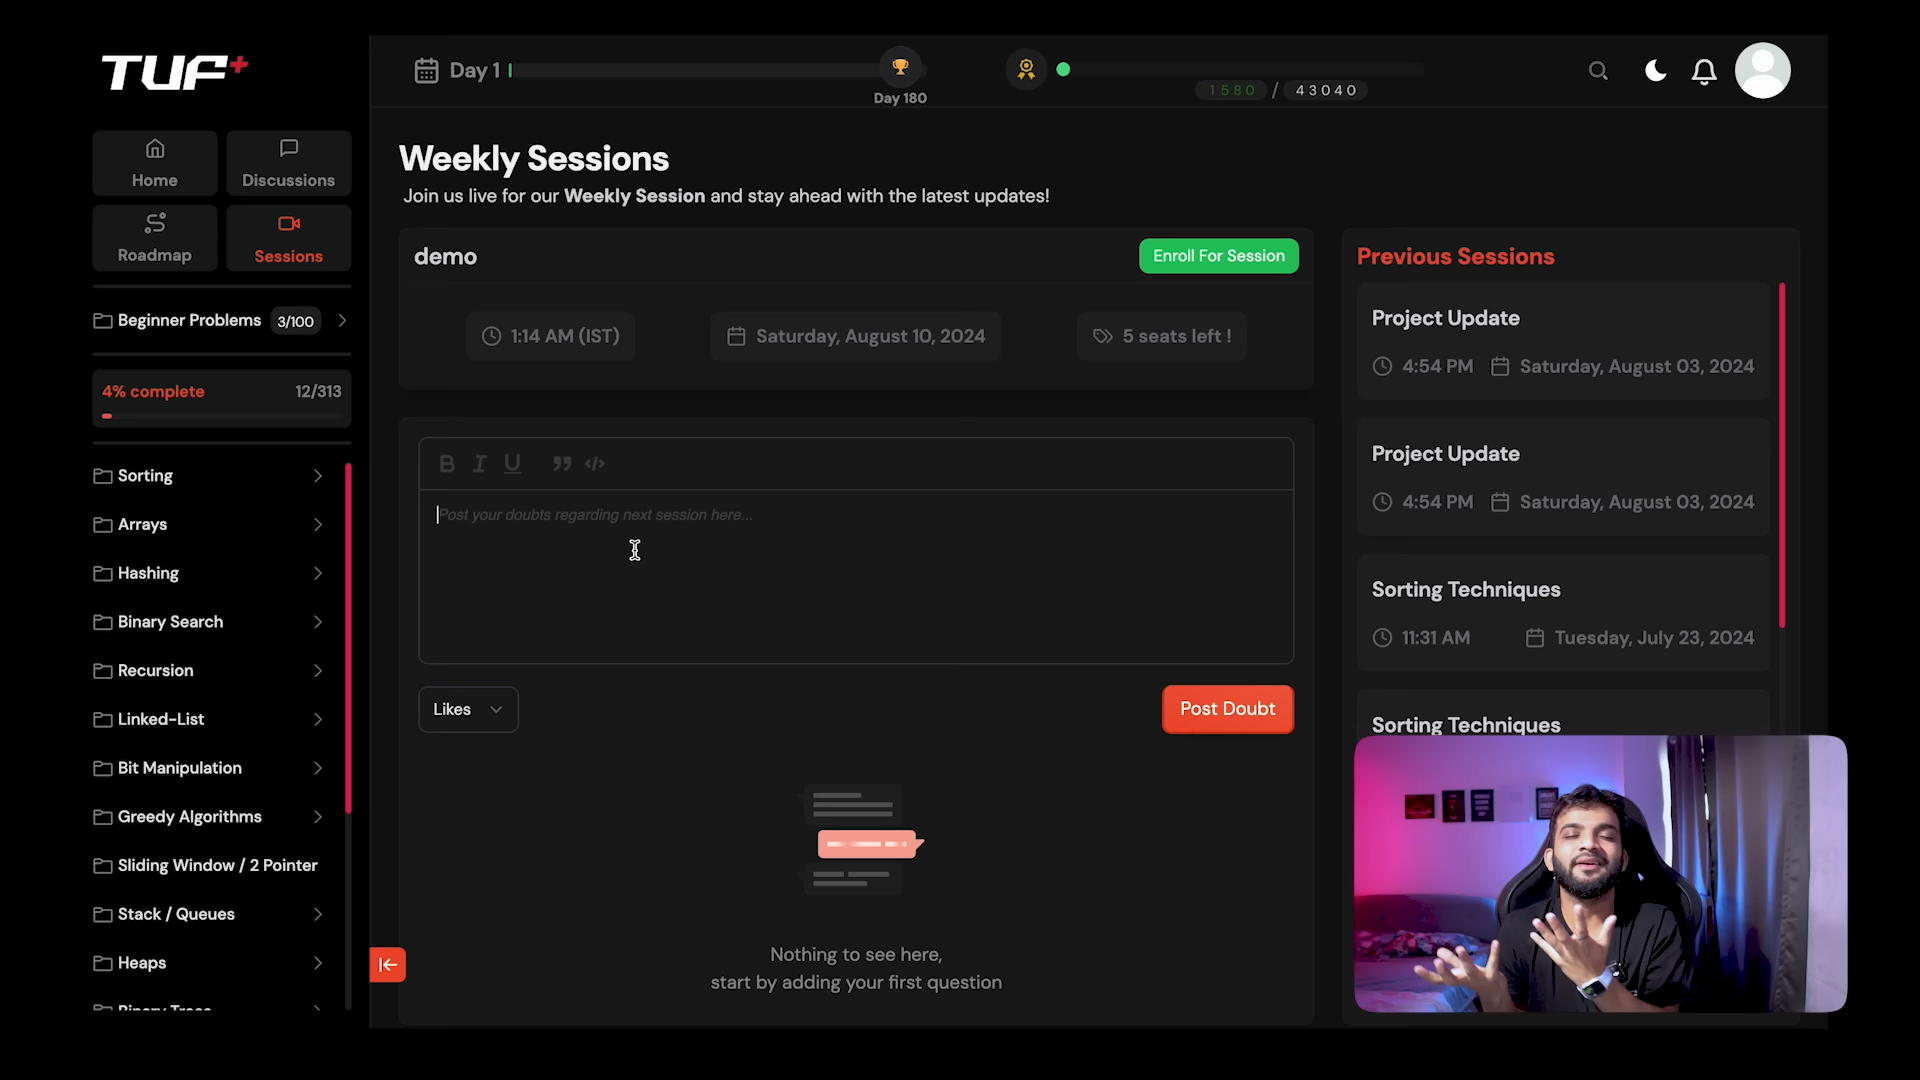 TUF+
Day 1
Day 180
1580 / 43040
Home
Discussions
Roadmap
Sessions
Beginner Problems 3/100
4% complete 12/313
Sorting
Arrays
Hashing
Binary Search
Recursion
Linked-List
Bit Manipulation
Greedy Algorithms
Sliding Window / 2 Pointer
Stack / Queues
Heaps
Binary Trees
Weekly Sessions
Join us live for our Weekly Session and stay ahead with the latest updates!
demo
Enroll For Session
1:14 AM (IST)
Saturday, August 10, 2024
5 seats left !
B I U
Post your doubts regarding next session here...
Likes
Post Doubt
Nothing to see here,
start by adding your first question
Previous Sessions
Project Update
4:54 PM Saturday, August 03, 2024
Project Update
4:54 PM Saturday, August 03, 2024
Sorting Techniques
11:31 AM Tuesday, July 23, 2024
Sorting Techniques